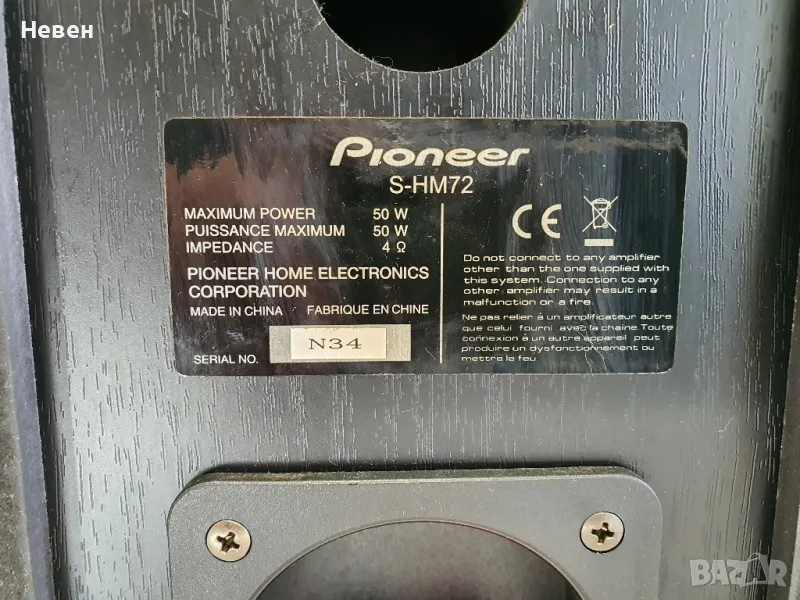 Невен
Pioneer
S-HM72
MAXIMUM POWER 50 W
PUISSANCE MAXIMUM 50 W
IMPEDANCE 4 Ω
PIONEER HOME ELECTRONICS
CORPORATION
MADE IN CHINA FABRIQUE EN CHINE
SERIAL NO. N34
CE
Do not connect to any amplifier
other than the one supplied with
this system. Connection to any
other amplifier may result in a
malfunction or a fire.
Ne pas relier à un amplificateur autre
que celui fourni avec la chaine. Toute
connexion à un autre appareil peut
produire un dysfonctionnement ou
mettre le feu
BAZAR